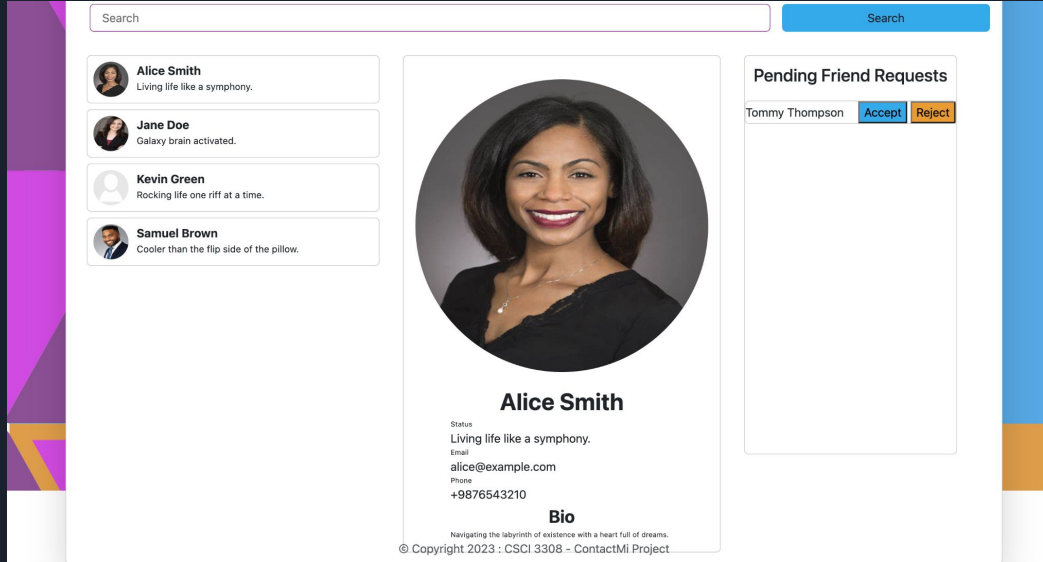 Search
Search
Alice Smith
Living life like a symphony.
Jane Doe
Galaxy brain activated.
Kevin Green
Rocking life one riff at a time.
Samuel Brown
Cooler than the flip side of the pillow.
Alice Smith
Status
Living life like a symphony.
Email
alice@example.com
Phone
+9876543210
Bio
Navigating the labyrinth of existence with a heart full of dreams.
Pending Friend Requests
Tommy Thompson Accept Reject
© Copyright 2023 : CSCI 3308 - ContactMi Project